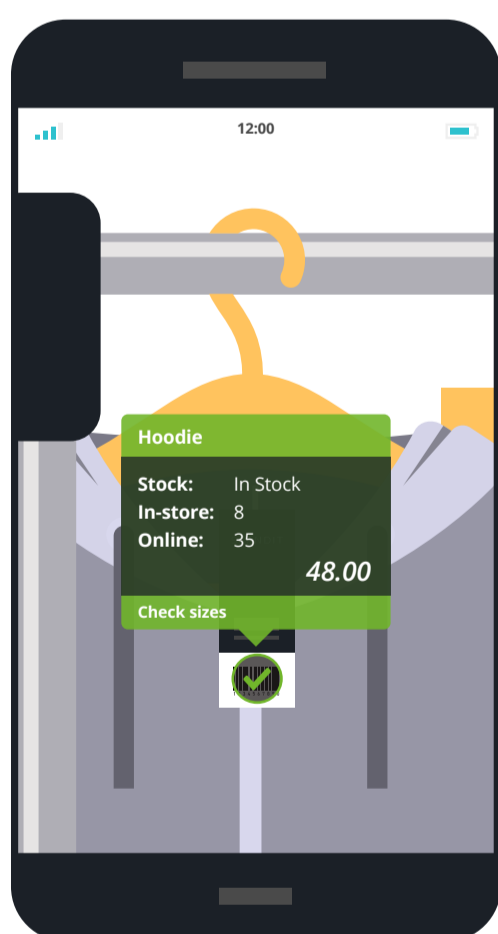 12:00
Hoodie
Stock: In Stock
In-store: 8
Online: 35
48.00
Check sizes